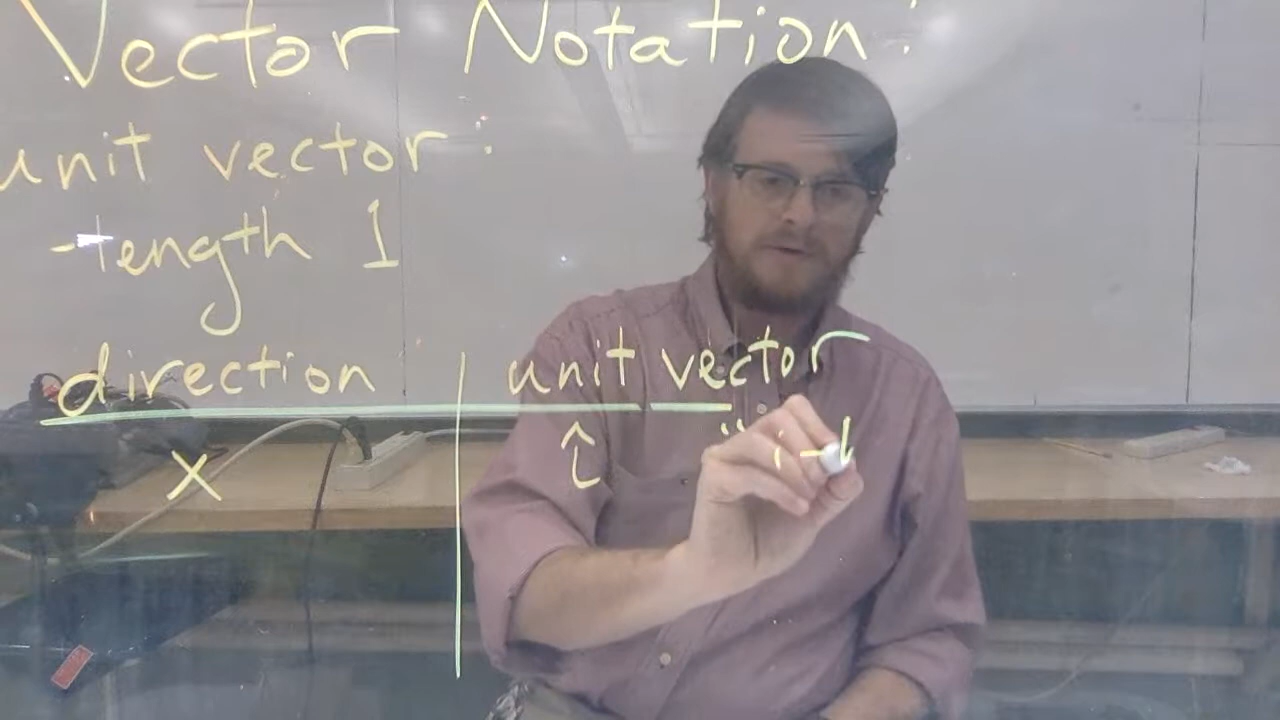 Vector Notation:
unit vector:
-length 1
direction unit vector
x î "i-h